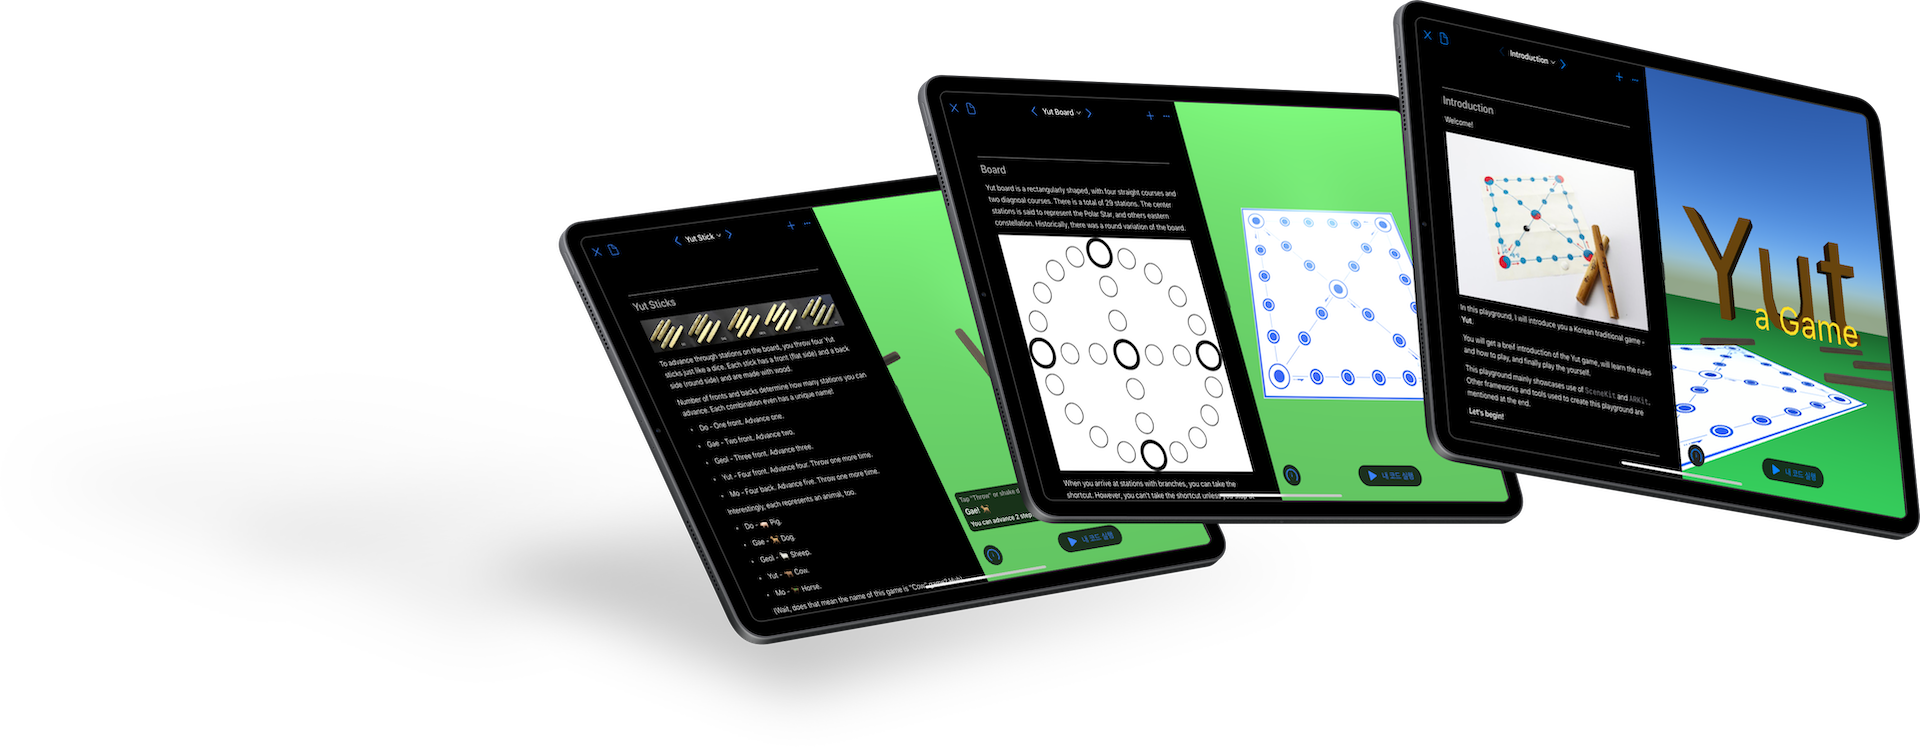 Yut Stick
Yut Sticks
To advance through stations on the board, you throw four Yut
sticks just like a dice. Each stick has a front (flat side) and a back
side (round side) and are made with wood.
Number of fronts and backs determine how many stations you can
advance. Each combination even has a unique name!
Do - One front. Advance one.
Gae - Two front. Advance two.
Geol - Three front. Advance three.
Yut - Four front. Advance four. Throw one more time.
Mo - Four back. Advance five. Throw one more time.
Interestingly, each represents an animal, too.
Do - 🐖 Pig.
Gae - 🐕 Dog.
Geol - 🐑 Sheep.
Yut - 🐂 Cow.
Mo - 🐎 Horse.
(Wait, does that mean the name of this game is "Cow" game? Huh)
Tap "Throw" or shake d
Gae! 🐕
You can advance 2 step
내 코드 실행
Yut Board
Board
Yut board is a rectangularly shaped, with four straight courses and
two diagnoal courses. There is a total of 29 stations. The center
stations is said to represent the Polar Star, and others eastern
constellation. Historically, there was a round variation of the board.
When you arrive at stations with branches, you can take the
shortcut. However, you can't take the shortcut unless you stop at
내 코드 실행
Introduction
Introduction
Welcome!
In this playground, I will introduce you a Korean traditional game -
Yut.
You will get a breif introduction of the Yut game, will learn the rules
and how to play, and finally play the yourself.
This playground mainly showcases use of SceneKit and ARKit.
Other frameworks and tools used to create this playground are
mentioned at the end.
Let's begin!
Yut
a Game
내 코드 실행